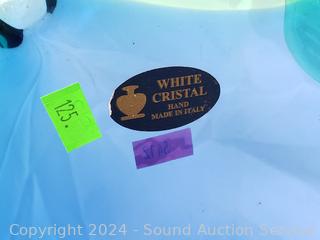 WHITE
CRISTAL
HAND
MADE IN ITALY
125.
Copyright © 2024 - Sound Auction Service